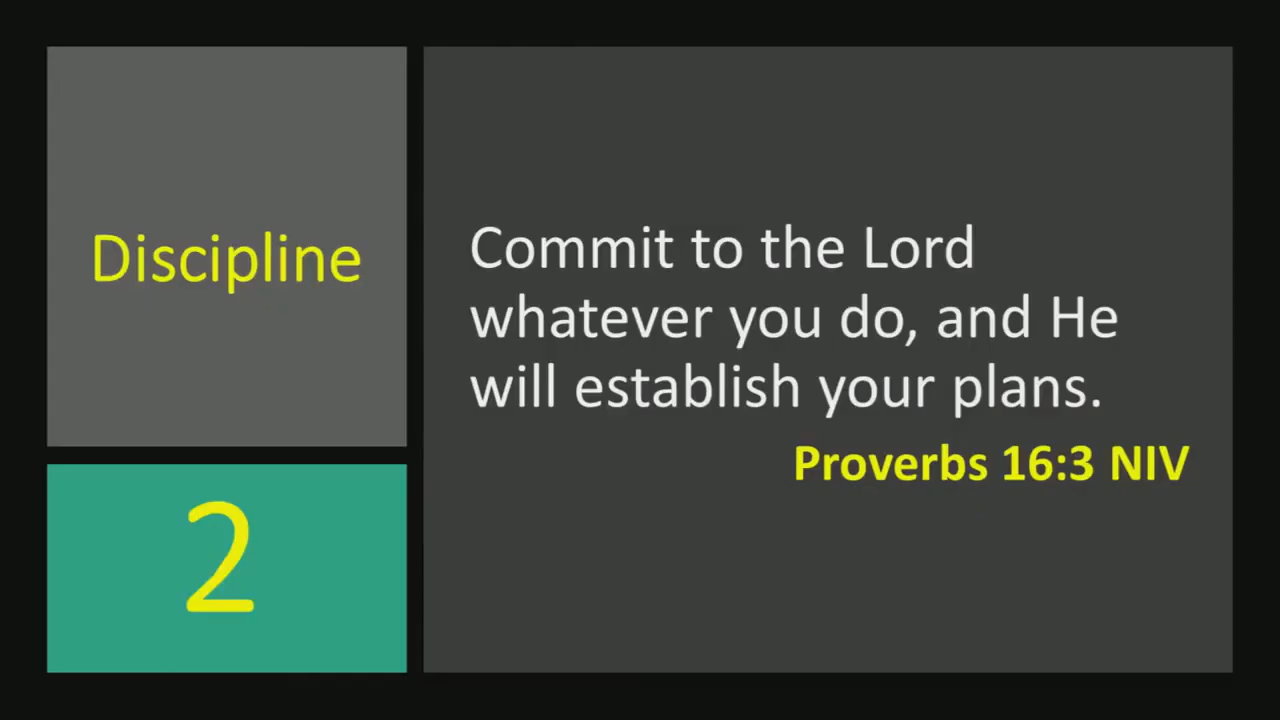 Discipline
2
Commit to the Lord
whatever you do, and He
will establish your plans.
Proverbs 16:3 NIV